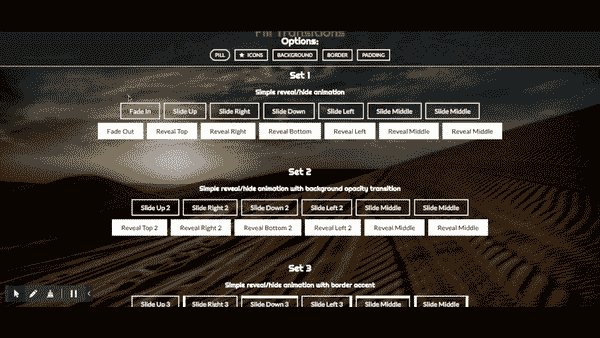 Fill Transitions
Options:
PILL ★ ICONS BACKGROUND BORDER PADDING
Set 1
Simple reveal/hide animation
Fade In Slide Up Slide Right Slide Down Slide Left Slide Middle Slide Middle
Fade Out Reveal Top Reveal Right Reveal Bottom Reveal Left Reveal Middle Reveal Middle
Set 2
Simple reveal/hide animation with background opacity transition
Slide Up 2 Slide Right 2 Slide Down 2 Slide Left 2 Slide Middle Slide Middle
Reveal Top 2 Reveal Right 2 Reveal Bottom 2 Reveal Left 2 Reveal Middle Reveal Middle
Set 3
Simple reveal/hide animation with border accent
Slide Up 3 Slide Right 3 Slide Down 3 Slide Left 3 Slide Middle Slide Middle